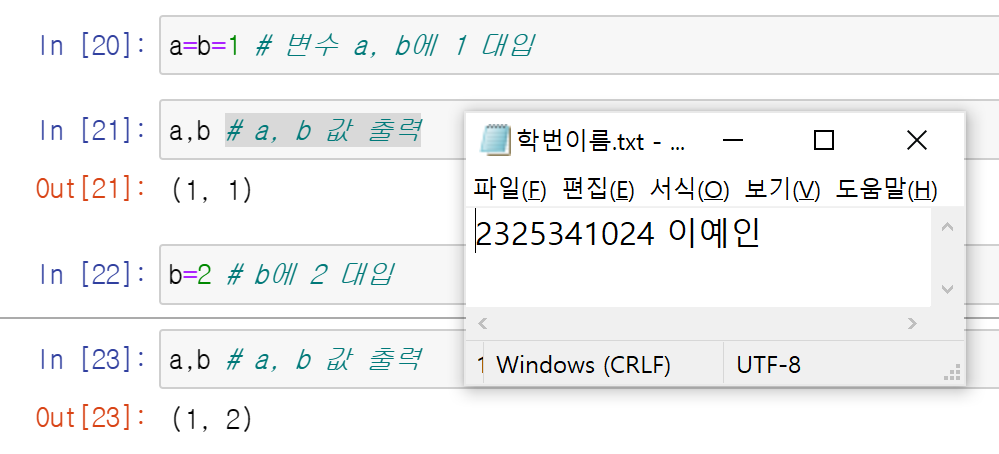 In [20]: a=b=1 # 변수 a, b에 1 대입
In [21]: a,b # a, b 값 출력
Out[21]: (1, 1)
In [22]: b=2 # b에 2 대입
In [23]: a,b # a, b 값 출력
Out[23]: (1, 2)
학번이름.txt - ...
파일(F) 편집(E) 서식(O) 보기(V) 도움말(H)
2325341024 이예인
1 Windows (CRLF) UTF-8